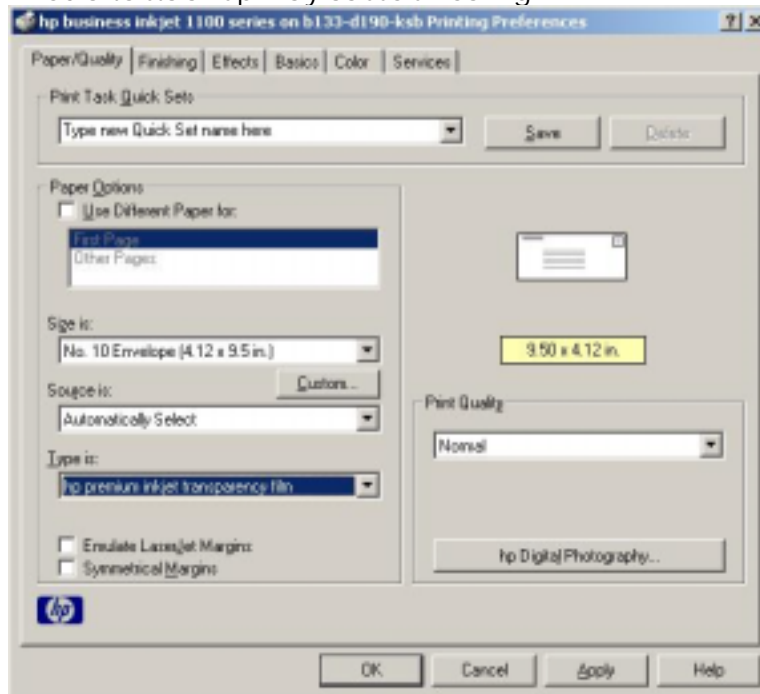 hp business inkjet 1100 series on b133-d190-ksb Printing Preferences
Paper/Quality Finishing Effects Basics Color Services
Print Task Quick Sets
Type new Quick Set name here
Save
Delete
Paper Options
Use Different Paper for:
First Page
Other Pages
Size is:
No. 10 Envelope (4.12 x 9.5 in.)
Custom...
Source is:
Automatically Select
Type is:
hp premium inkjet transparency film
Emulate LaserJet Margins
Symmetrical Margins
9.50 x 4.12 in.
Print Quality
Normal
hp Digital Photography...
hp
OK Cancel Apply Help